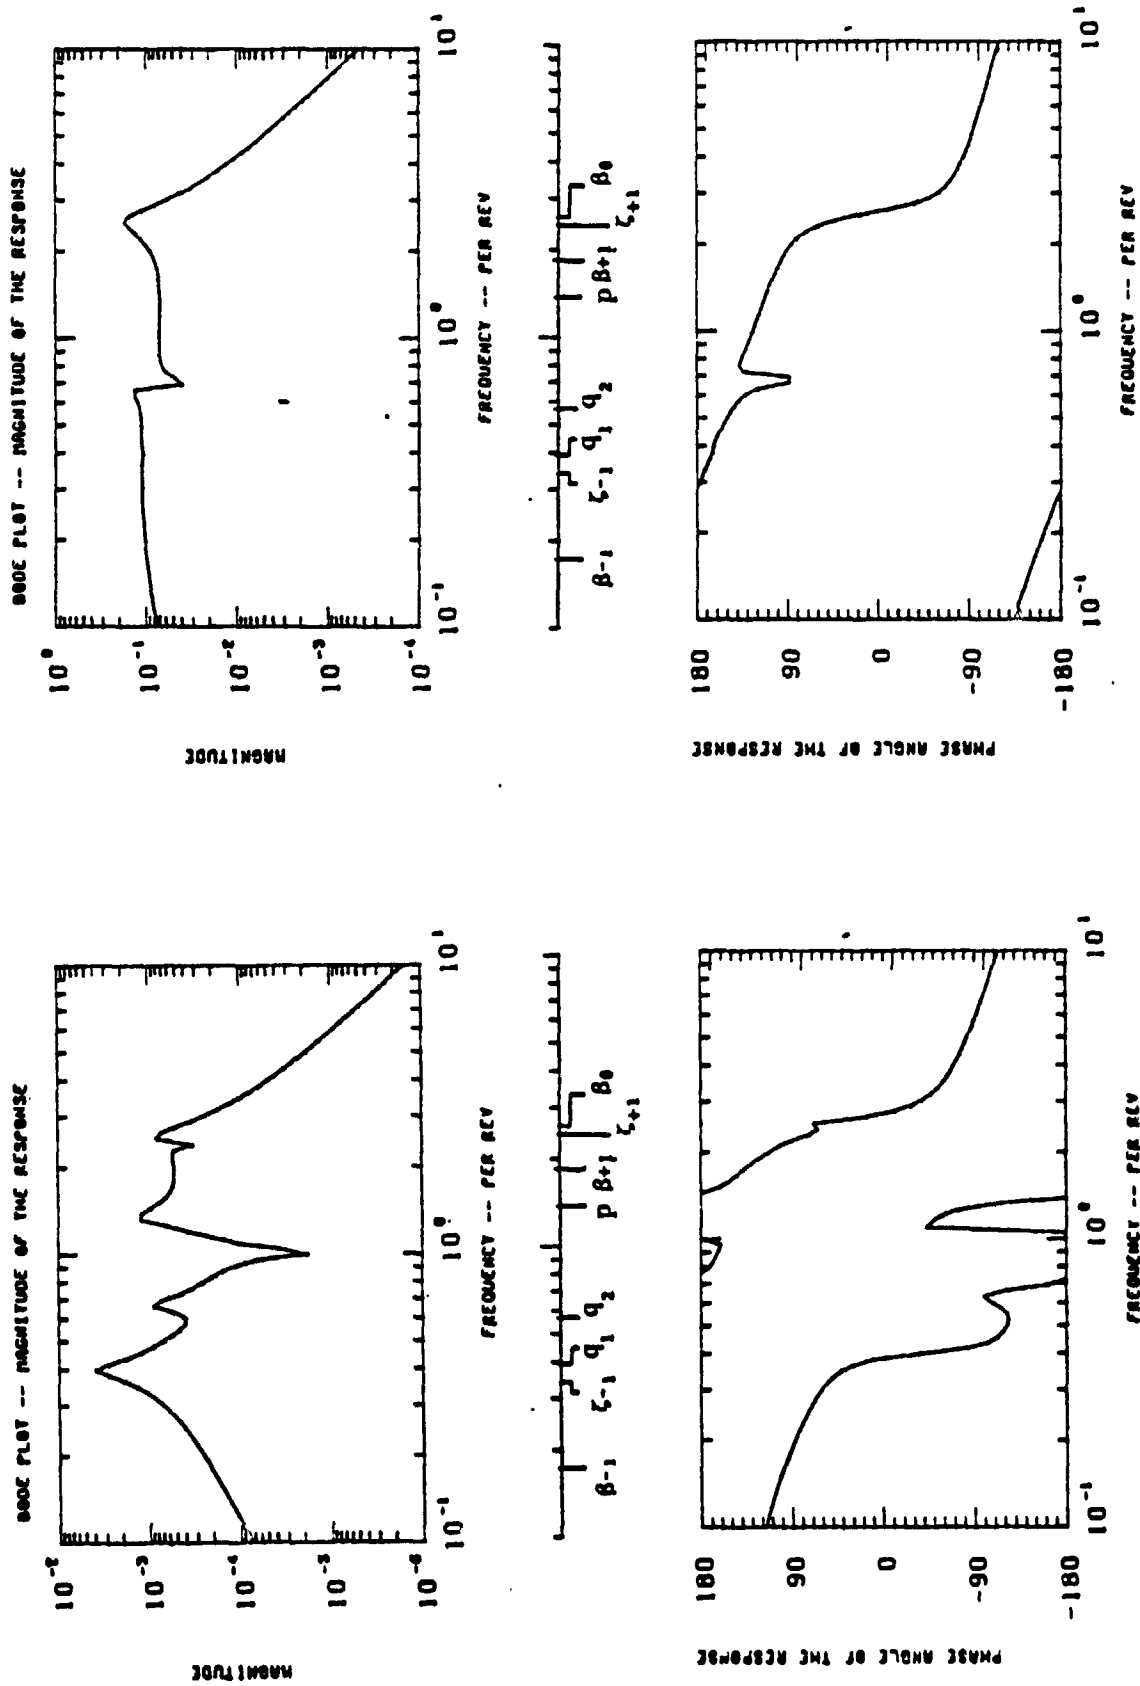 BODE PLOT -- MAGNITUDE OF THE RESPONSE
MAGNITUDE
10⁻²
10⁻³
10⁻⁴
10⁻⁵
10⁻⁶
10⁻¹
10⁰
10¹
FREQUENCY -- PER REV
β-1
ζ-1
q₁
q₂
p
β+1
ζ+1
β₀
PHASE ANGLE OF THE RESPONSE
180
90
0
-90
-180
10⁻¹
10⁰
10¹
FREQUENCY -- PER REV
BODE PLOT -- MAGNITUDE OF THE RESPONSE
MAGNITUDE
10⁰
10⁻¹
10⁻²
10⁻³
10⁻⁴
10⁻¹
10⁰
10¹
FREQUENCY -- PER REV
β-1
ζ-1
q₁
q₂
p
β+1
ζ+1
β₀
PHASE ANGLE OF THE RESPONSE
180
90
0
-90
-180
10⁻¹
10⁰
10¹
FREQUENCY -- PER REV